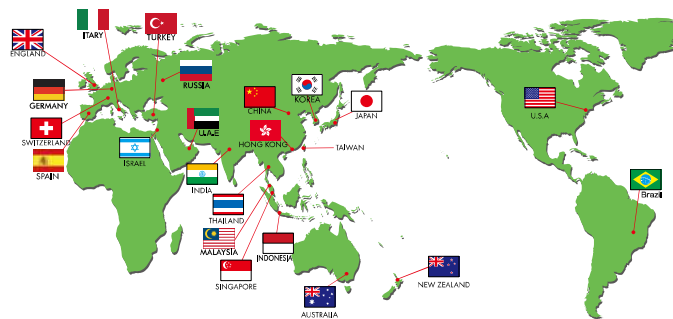 ITARY
TURKEY
ENGLAND
RUSSIA
GERMANY
CHINA
KOREA
JAPAN
U.S.A
SWITZERLAND
U.A.E
HONG KONG
TAIWAN
ISRAEL
SPAIN
INDIA
Brazil
THAILAND
MALAYSIA
INDONESIA
SINGAPORE
NEW ZEALAND
AUSTRALIA